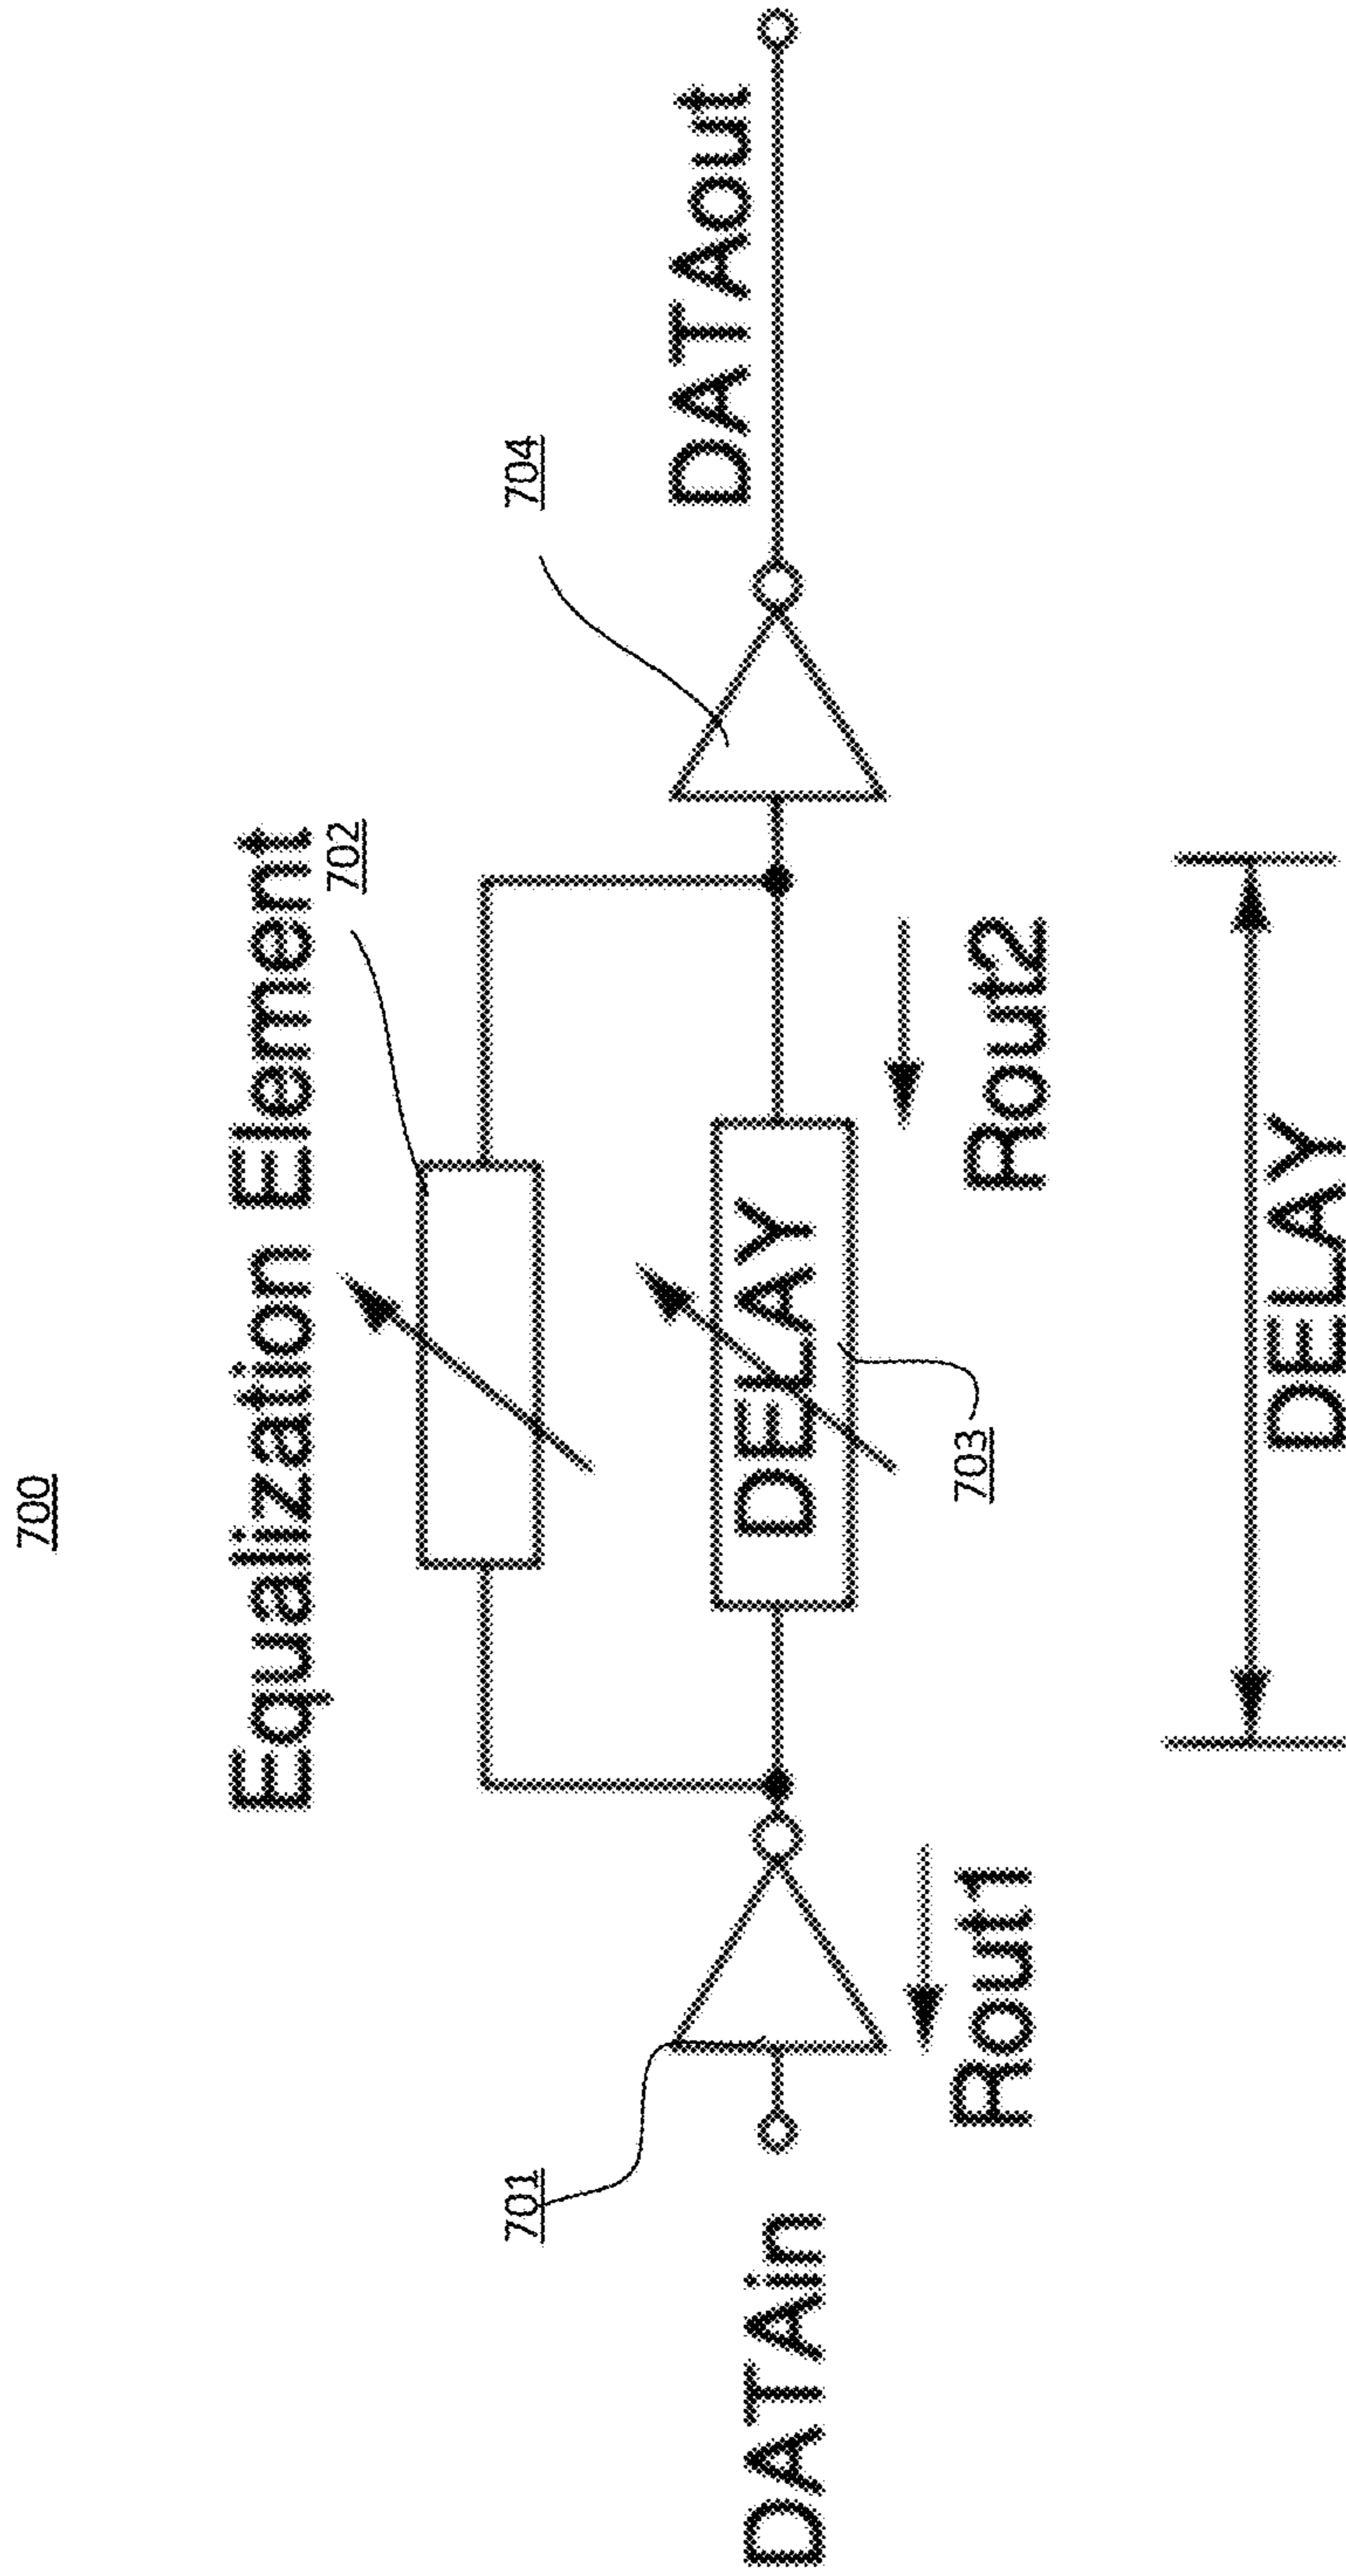 700
Equalization Element
702
704
701
DATAout
DATAin
DELAY
703
Rout1
Rout2
DELAY